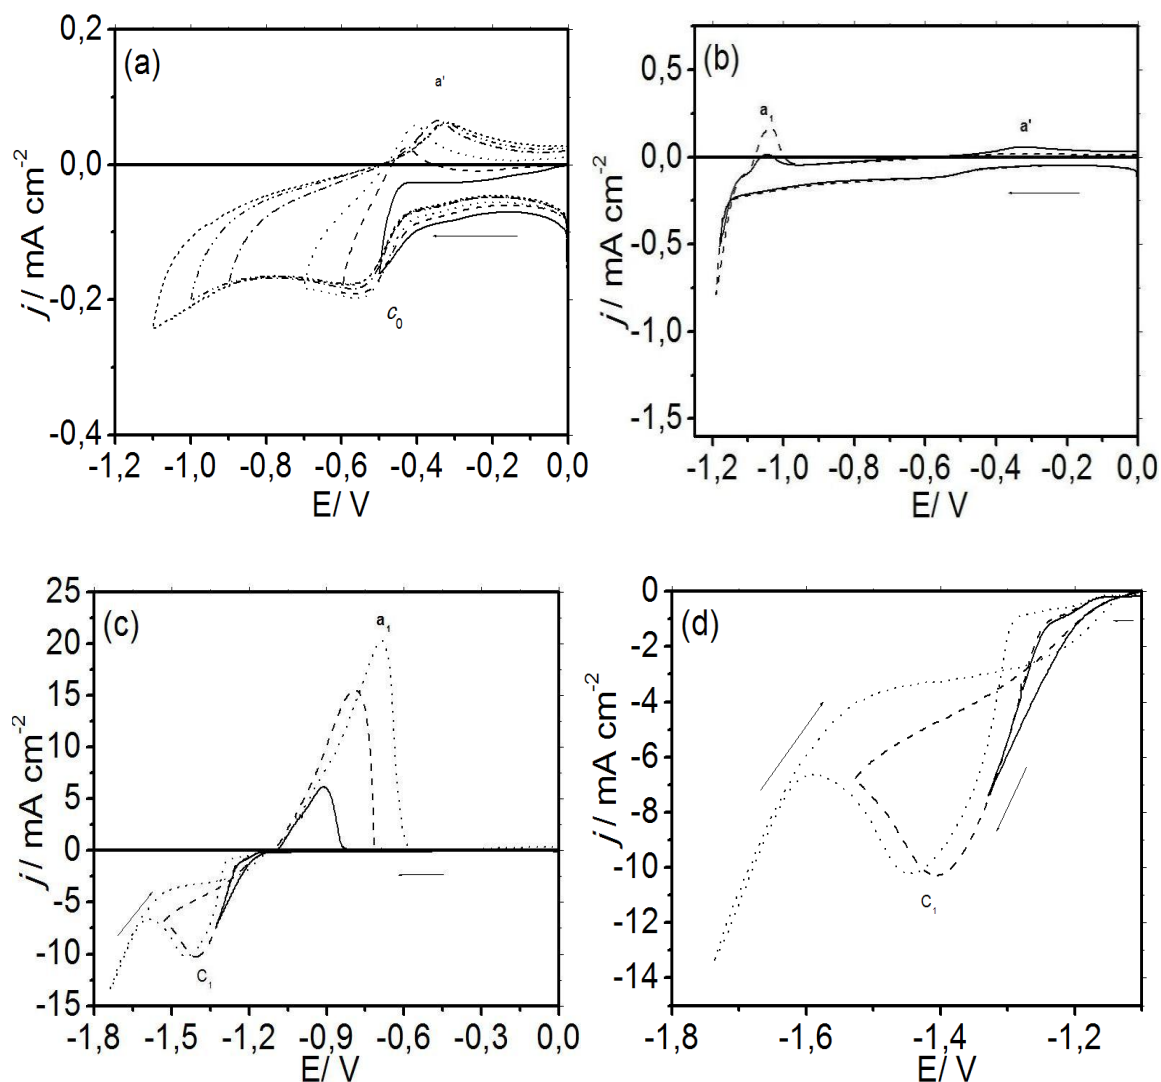 (a)
a'
C0
0,2
0,0
-0,2
-0,4
j / mA cm-2
-1,2 -1,0 -0,8 -0,6 -0,4 -0,2 0,0
E/ V
(b)
a1
a'
0,5
0,0
-0,5
-1,0
-1,5
j / mA cm-2
-1,2 -1,0 -0,8 -0,6 -0,4 -0,2 0,0
E/ V
(c)
a1
C1
25
20
15
10
5
0
-5
-10
-15
j / mA cm-2
-1,8 -1,5 -1,2 -0,9 -0,6 -0,3 0,0
E/ V
(d)
C1
0
-2
-4
-6
-8
-10
-12
-14
j / mA cm-2
-1,8 -1,6 -1,4 -1,2
E/ V